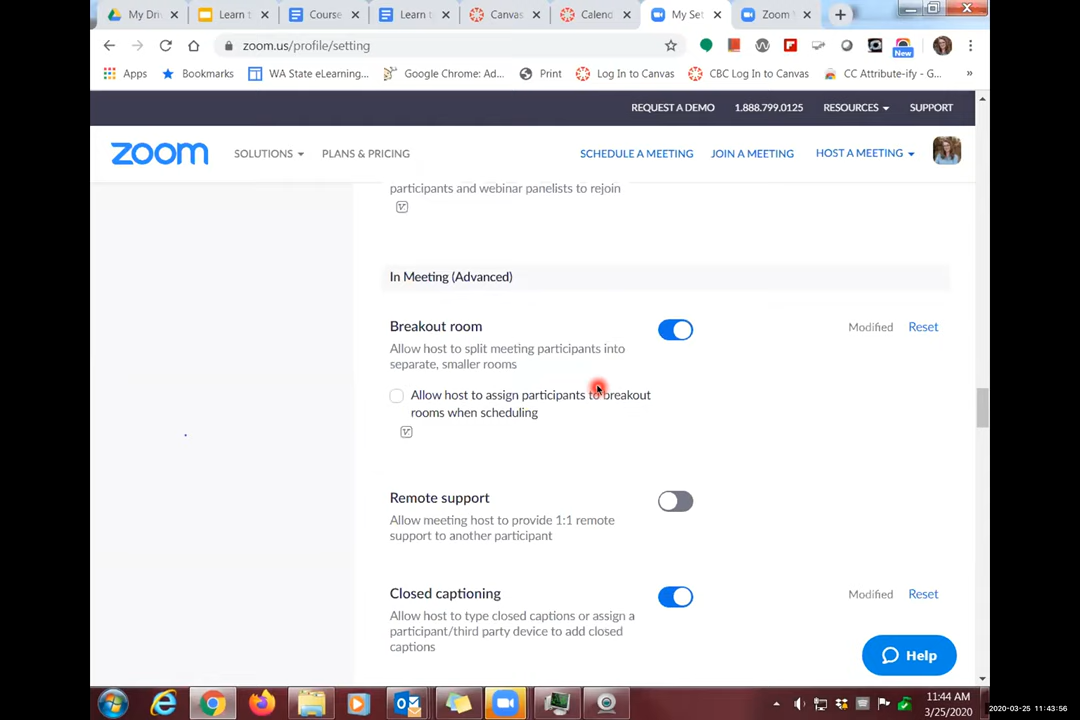 My Dri
Learn t
Course
Learn t
Canvas
Calend
My Set
Zoom
zoom.us/profile/setting
New
Apps
Bookmarks
WA State eLearning...
Google Chrome: Ad...
Print
Log In to Canvas
CBC Log In to Canvas
CC Attribute-ify - G...
»
REQUEST A DEMO
1.888.799.0125
RESOURCES
SUPPORT
zoom
SOLUTIONS
PLANS & PRICING
SCHEDULE A MEETING
JOIN A MEETING
HOST A MEETING
participants and webinar panelists to rejoin
In Meeting (Advanced)
Breakout room
Modified
Reset
Allow host to split meeting participants into
separate, smaller rooms
Allow host to assign participants to breakout
rooms when scheduling
Remote support
Allow meeting host to provide 1:1 remote
support to another participant
Closed captioning
Modified
Reset
Allow host to type closed captions or assign a
participant/third party device to add closed
captions
Help
11:44 AM
3/25/2020
2020-03-25 11:43:56